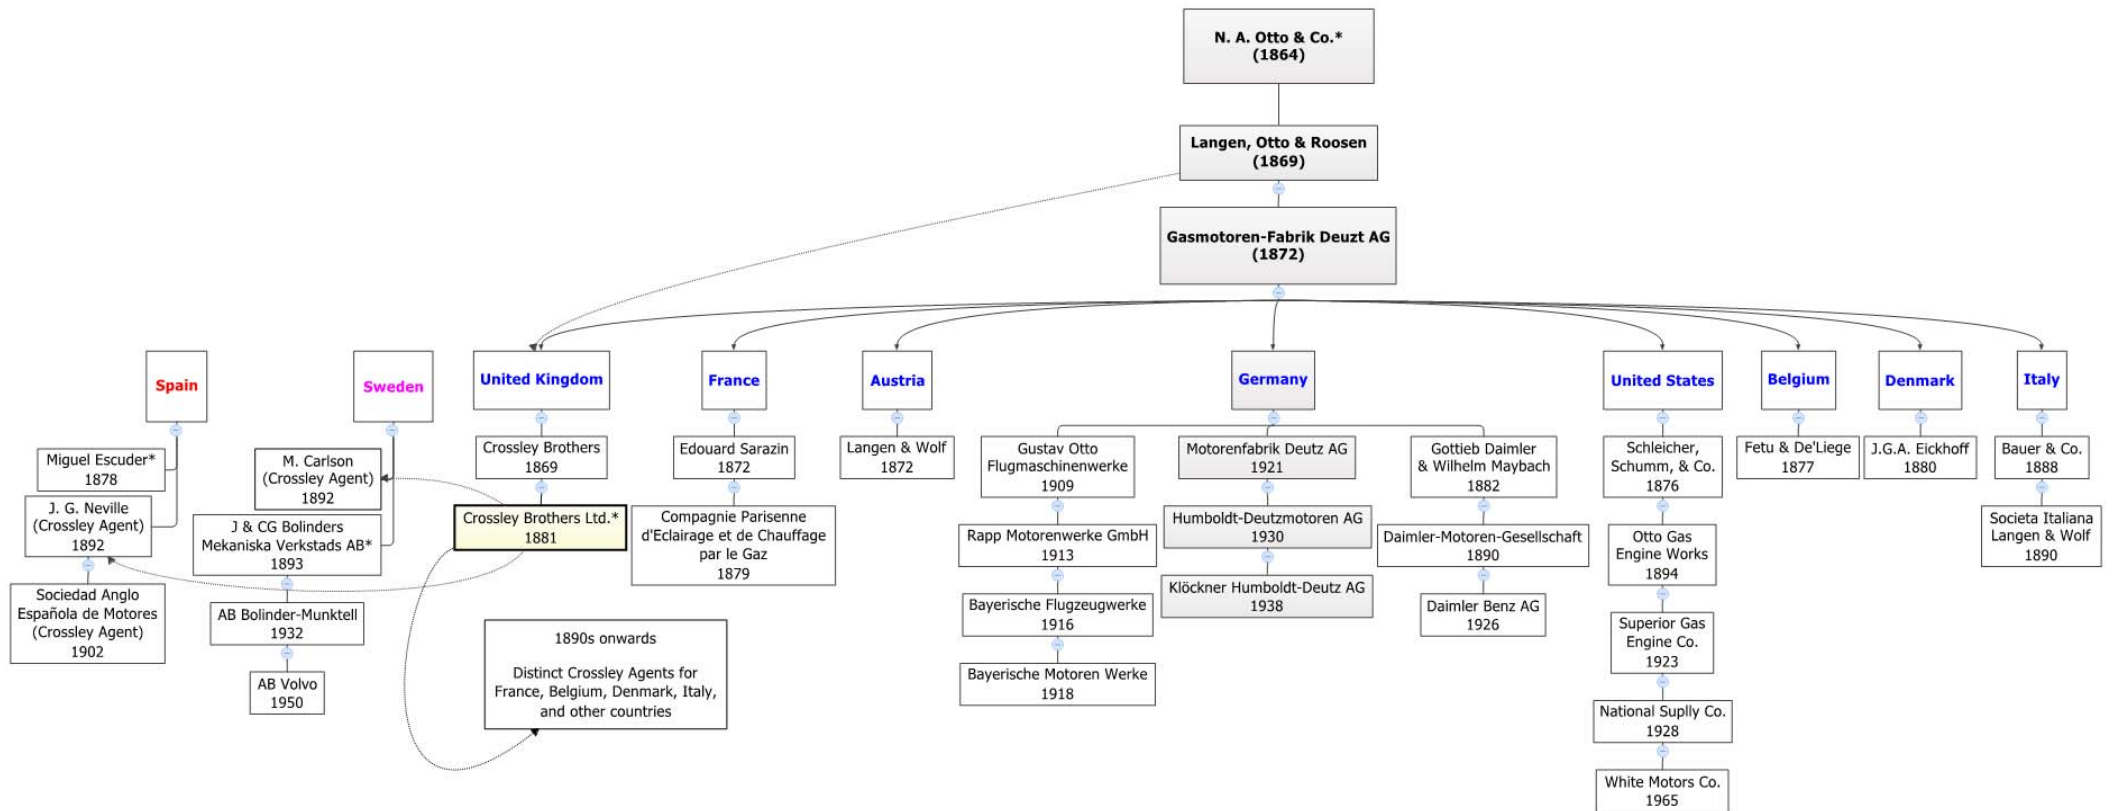 N. A. Otto & Co.*
(1864)
Langen, Otto & Roosen
(1869)
Gasmotoren-Fabrik Deuzt AG
(1872)
Spain
Sweden
United Kingdom
France
Austria
Germany
United States
Belgium
Denmark
Italy
Miguel Escuder*
1878
J. G. Neville
(Crossley Agent)
1892
Sociedad Anglo
Española de Motores
(Crossley Agent)
1902
M. Carlson
(Crossley Agent)
1892
J & CG Bolinders
Mekaniska Verkstads AB*
1893
AB Bolinder-Munktell
1932
AB Volvo
1950
Crossley Brothers
1869
Crossley Brothers Ltd.*
1881
1890s onwards
Distinct Crossley Agents for
France, Belgium, Denmark, Italy,
and other countries
Edouard Sarazin
1872
Compagnie Parisenne
d'Eclairage et de Chauffage
par le Gaz
1879
Langen & Wolf
1872
Gustav Otto
Flugmaschinenwerke
1909
Rapp Motorenwerke GmbH
1913
Bayerische Flugzeugwerke
1916
Bayerische Motoren Werke
1918
Motorenfabrik Deutz AG
1921
Humboldt-Deutzmotoren AG
1930
Klöckner Humboldt-Deutz AG
1938
Gottieb Daimler
& Wilhelm Maybach
1882
Daimler-Motoren-Gesellschaft
1890
Daimler Benz AG
1926
Schleicher,
Schumm, & Co.
1876
Otto Gas
Engine Works
1894
Superior Gas
Engine Co.
1923
National Suplly Co.
1928
White Motors Co.
1965
Fetu & De'Liege
1877
J.G.A. Eickhoff
1880
Bauer & Co.
1888
Societa Italiana
Langen & Wolf
1890